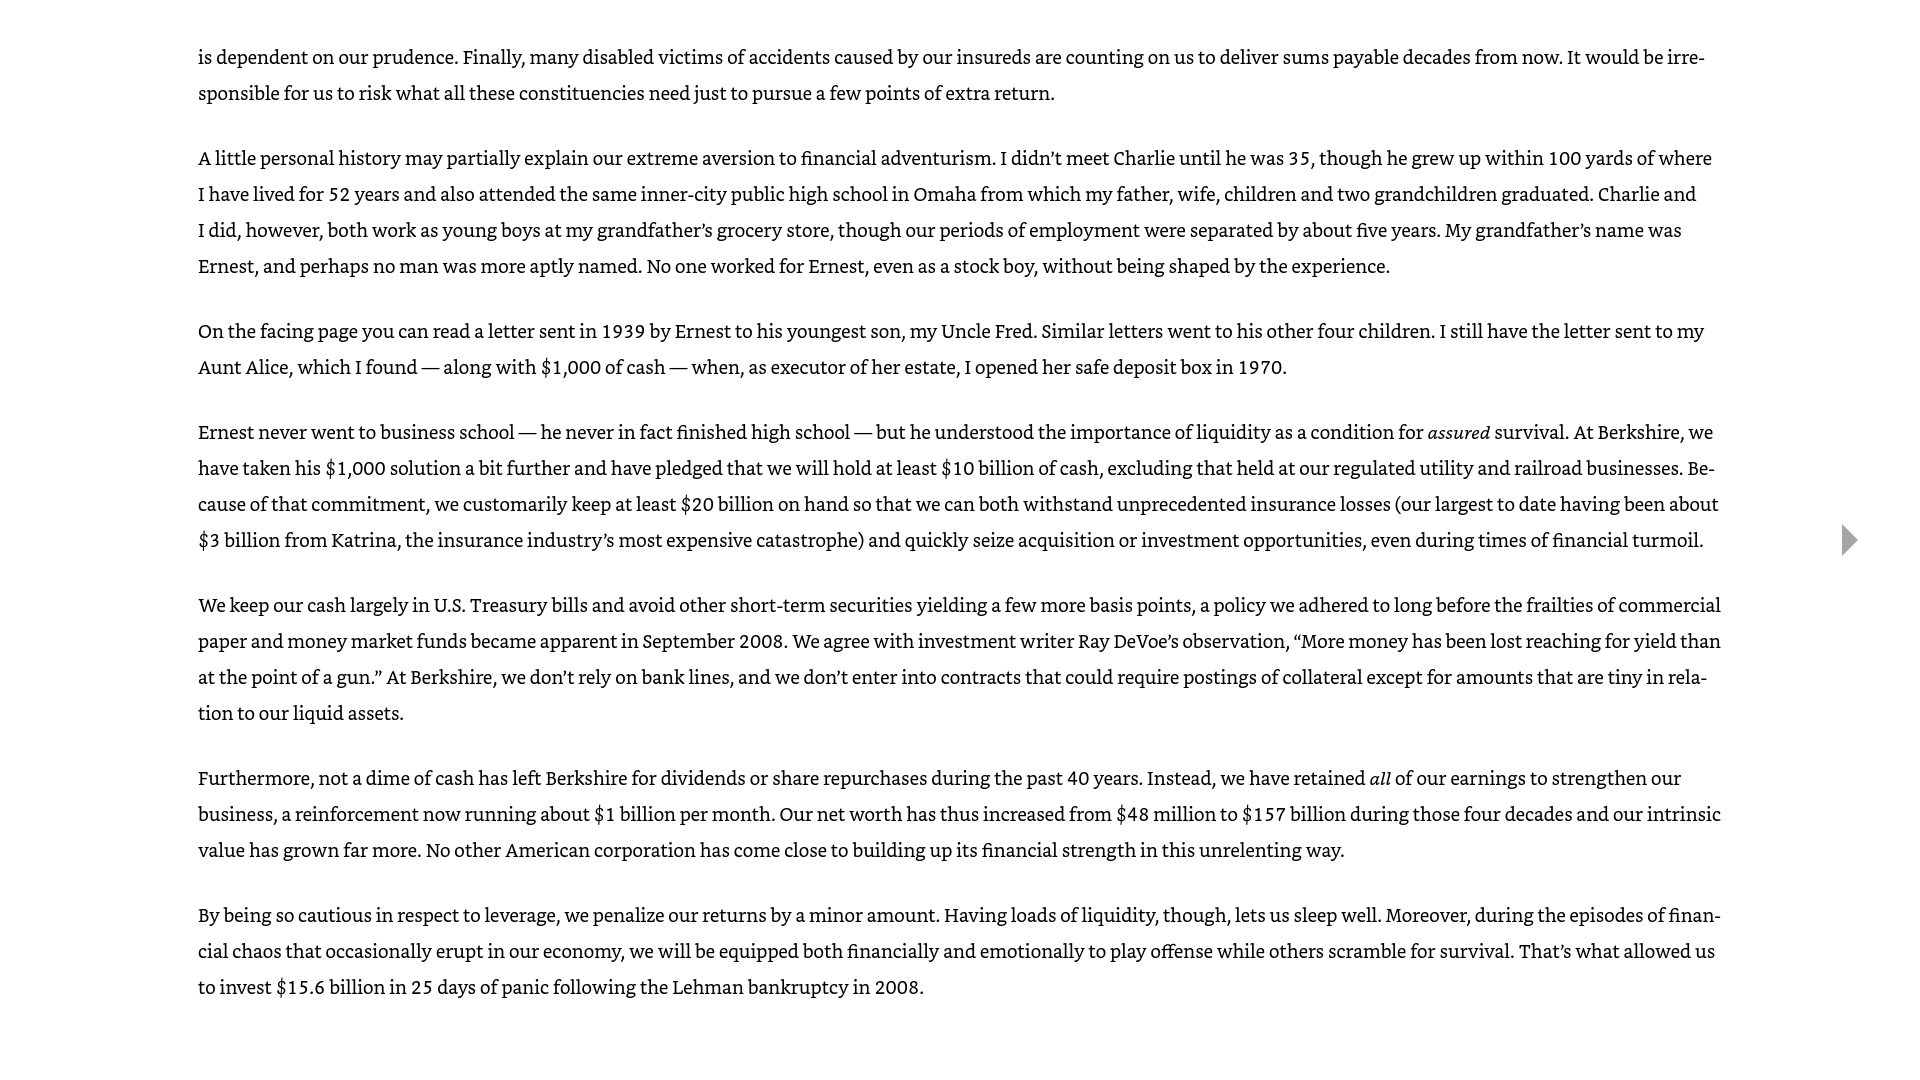 is dependent on our prudence. Finally, many disabled victims of accidents caused by our insureds are counting on us to deliver sums payable decades from now. It would be irre-
sponsible for us to risk what all these constituencies need just to pursue a few points of extra return.
A little personal history may partially explain our extreme aversion to financial adventurism. I didn’t meet Charlie until he was 35, though he grew up within 100 yards of where
I have lived for 52 years and also attended the same inner-city public high school in Omaha from which my father, wife, children and two grandchildren graduated. Charlie and
I did, however, both work as young boys at my grandfather’s grocery store, though our periods of employment were separated by about five years. My grandfather’s name was
Ernest, and perhaps no man was more aptly named. No one worked for Ernest, even as a stock boy, without being shaped by the experience.
On the facing page you can read a letter sent in 1939 by Ernest to his youngest son, my Uncle Fred. Similar letters went to his other four children. I still have the letter sent to my
Aunt Alice, which I found — along with $1,000 of cash — when, as executor of her estate, I opened her safe deposit box in 1970.
Ernest never went to business school — he never in fact finished high school — but he understood the importance of liquidity as a condition for assured survival. At Berkshire, we
have taken his $1,000 solution a bit further and have pledged that we will hold at least $10 billion of cash, excluding that held at our regulated utility and railroad businesses. Be-
cause of that commitment, we customarily keep at least $20 billion on hand so that we can both withstand unprecedented insurance losses (our largest to date having been about
$3 billion from Katrina, the insurance industry’s most expensive catastrophe) and quickly seize acquisition or investment opportunities, even during times of financial turmoil.
We keep our cash largely in U.S. Treasury bills and avoid other short-term securities yielding a few more basis points, a policy we adhered to long before the frailties of commercial
paper and money market funds became apparent in September 2008. We agree with investment writer Ray DeVoe’s observation, “More money has been lost reaching for yield than
at the point of a gun.” At Berkshire, we don’t rely on bank lines, and we don’t enter into contracts that could require postings of collateral except for amounts that are tiny in rela-
tion to our liquid assets.
Furthermore, not a dime of cash has left Berkshire for dividends or share repurchases during the past 40 years. Instead, we have retained all of our earnings to strengthen our
business, a reinforcement now running about $1 billion per month. Our net worth has thus increased from $48 million to $157 billion during those four decades and our intrinsic
value has grown far more. No other American corporation has come close to building up its financial strength in this unrelenting way.
By being so cautious in respect to leverage, we penalize our returns by a minor amount. Having loads of liquidity, though, lets us sleep well. Moreover, during the episodes of finan-
cial chaos that occasionally erupt in our economy, we will be equipped both financially and emotionally to play offense while others scramble for survival. That’s what allowed us
to invest $15.6 billion in 25 days of panic following the Lehman bankruptcy in 2008.